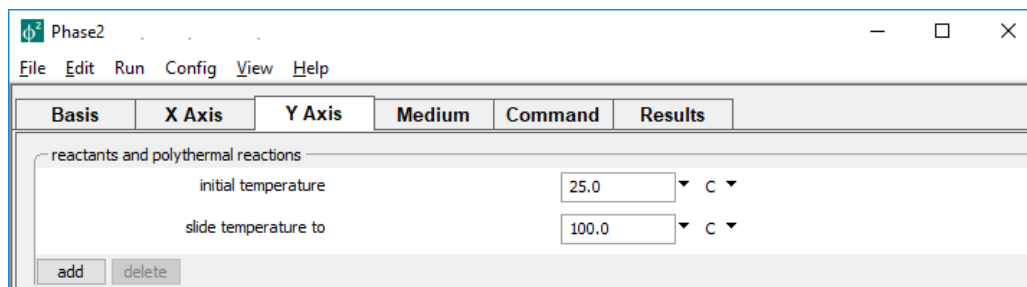 ϕ² Phase2
File Edit Run Config View Help
Basis X Axis Y Axis Medium Command Results
reactants and polythermal reactions
initial temperature 25.0 C
slide temperature to 100.0 C
add delete